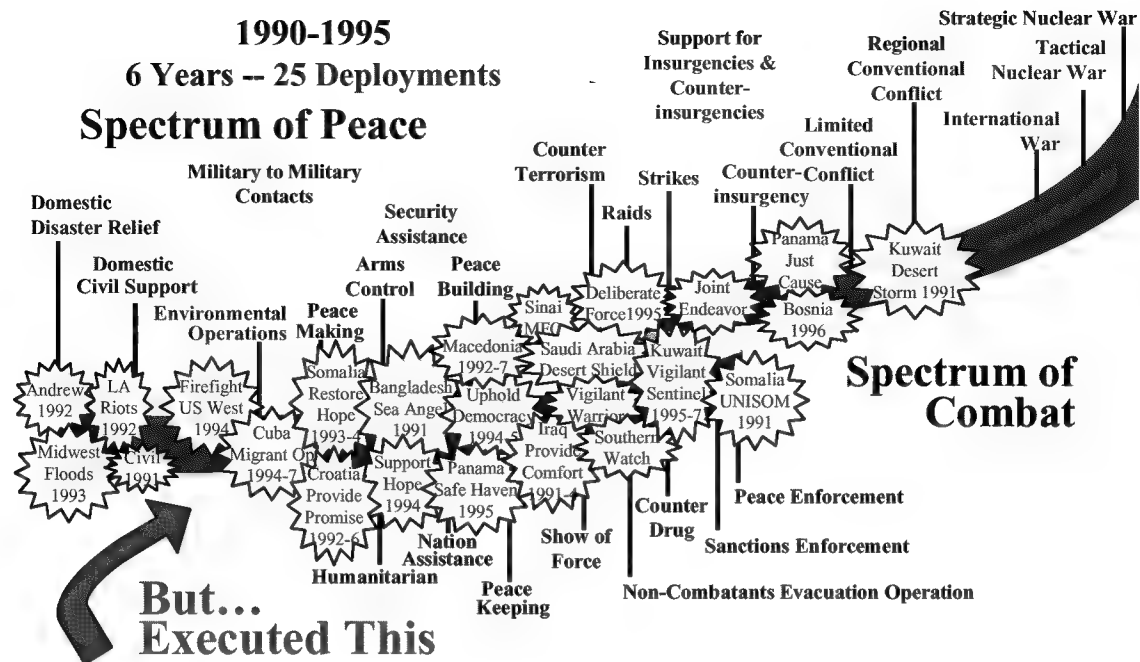 1990-1995
6 Years -- 25 Deployments
Spectrum of Peace
Military to Military
Contacts
Domestic
Disaster Relief
Domestic
Civil Support
Environmental
Operations
Peace
Making
Arms
Control
Security
Assistance
Peace
Building
Counter
Terrorism
Raids
Strikes
Support for
Insurgencies &
Counter-
insurgencies
Counter-
insurgency
Limited
Conventional
Conflict
Regional
Conventional
Conflict
International
War
Tactical
Nuclear War
Strategic Nuclear War
Andrew
1992
LA
Riots
1992
Midwest
Floods
1993
Civil
1991
Firefight
US West
1994
Cuba
Migrant Op
1994-7
Somalia
Restore
Hope
1993-4
Croatia
Provide
Promise
1992-6
Bangladesh
Sea Angel
1991
Support
Hope
1994
Macedonia
1992-7
Uphold
Democracy
1994-5
Panama
Safe Haven
1995
Sinai
MFO
Saudi Arabia
Desert Shield
Iraq
Provide
Comfort
Deliberate
Force1995
Vigilant
Warrior
Southern
Watch
Joint
Endeavor
Kuwait
Vigilant
Sentinel
1995-7
Somalia
UNISOM
1991
Panama
Just
Cause
Bosnia
1996
Kuwait
Desert
Storm 1991
Spectrum of
Combat
Humanitarian
Nation
Assistance
Peace
Keeping
Show of
Force
Counter
Drug
Non-Combatants Evacuation Operation
Sanctions Enforcement
Peace Enforcement
But...
Executed This